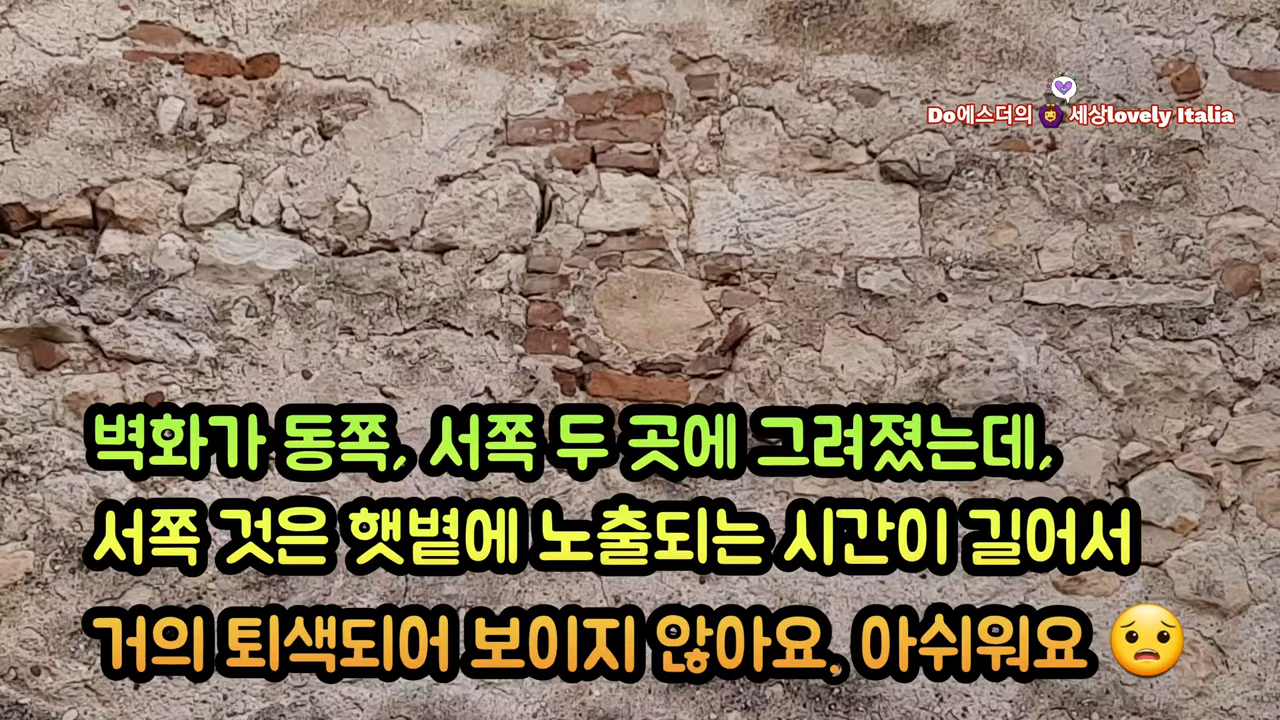 Do에스더의 🙆‍♀️ 세상lovely Italia
벽화가 동쪽, 서쪽 두 곳에 그려졌는데,
서쪽 것은 햇볕에 노출되는 시간이 길어서
거의 퇴색되어 보이지 않아요, 아쉬워요 😟